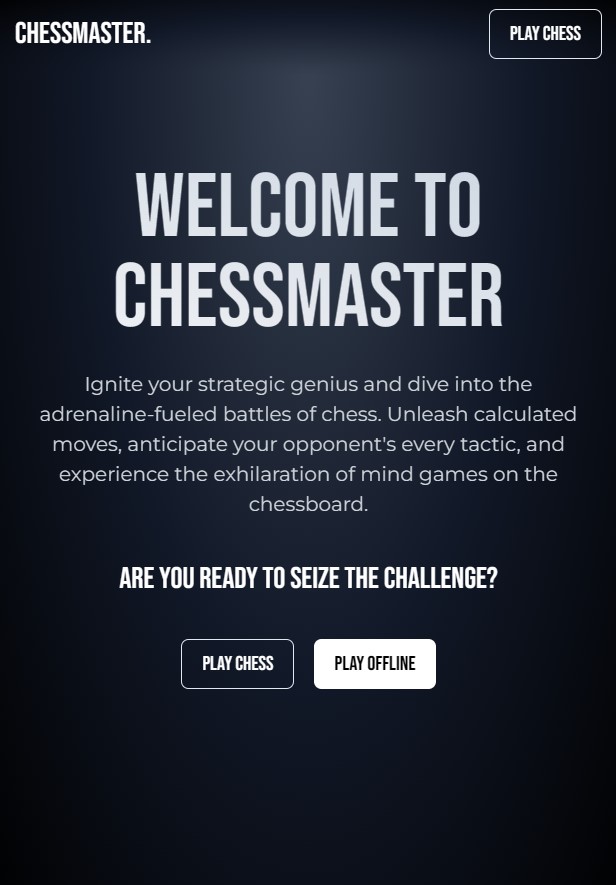 CHESSMASTER.
PLAY CHESS
WELCOME TO
CHESSMASTER
Ignite your strategic genius and dive into the
adrenaline-fueled battles of chess. Unleash calculated
moves, anticipate your opponent's every tactic, and
experience the exhilaration of mind games on the
chessboard.
ARE YOU READY TO SEIZE THE CHALLENGE?
PLAY CHESS
PLAY OFFLINE